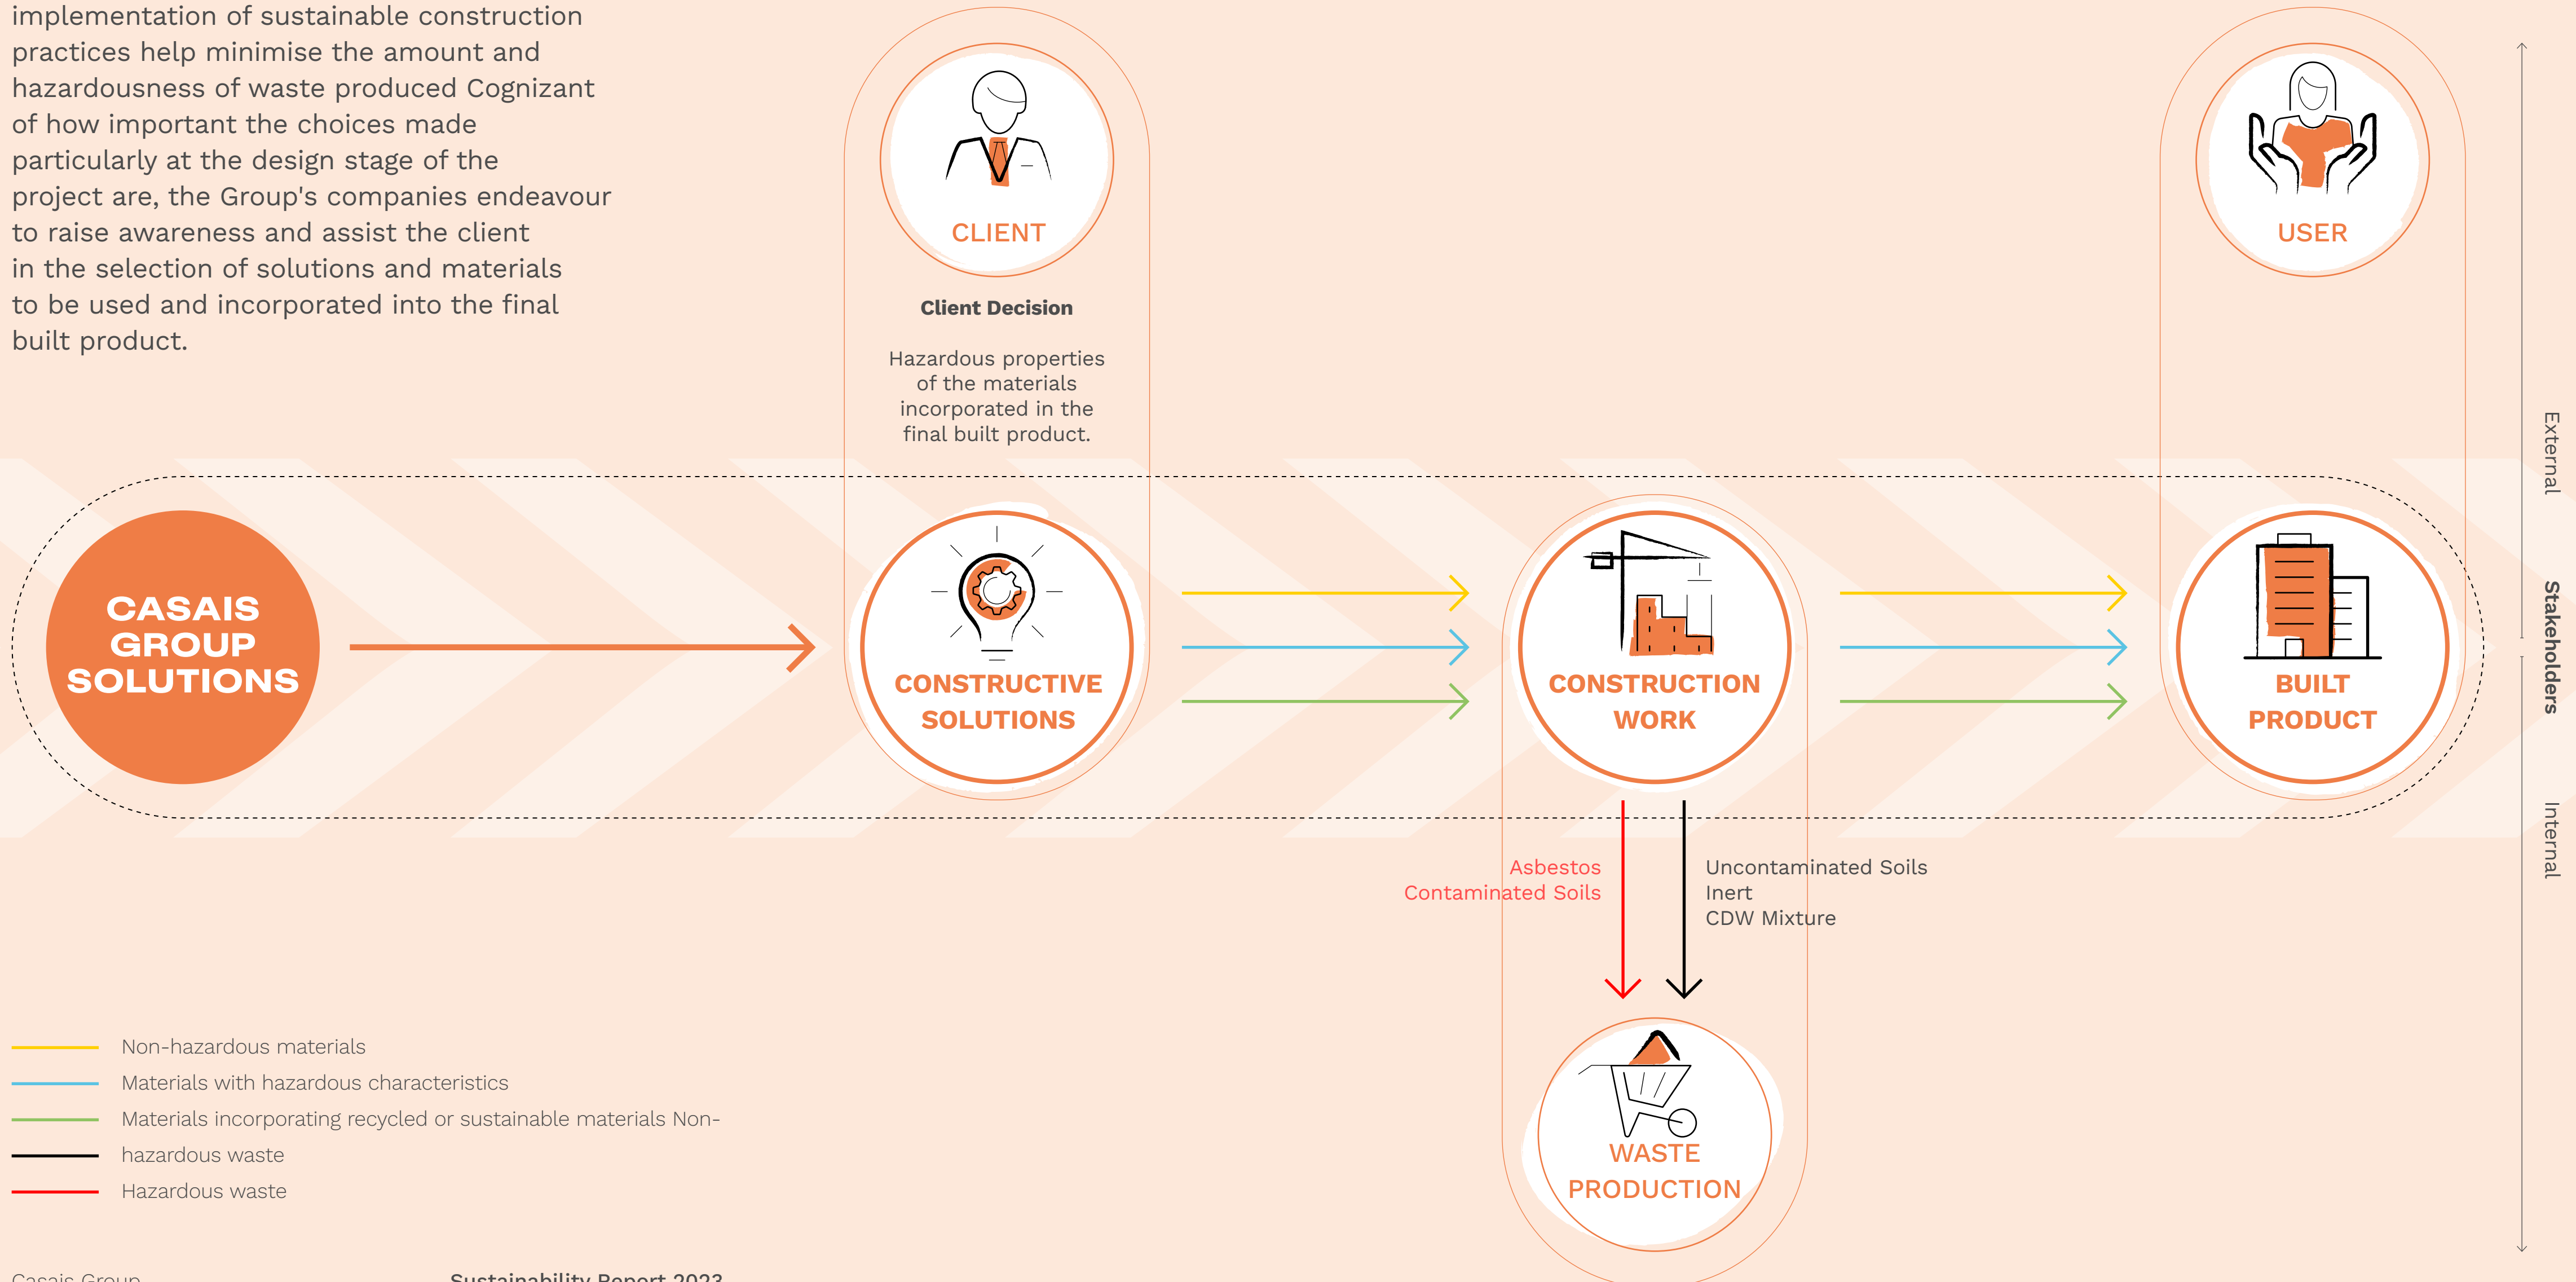 implementation of sustainable construction
practices help minimise the amount and
hazardousness of waste produced Cognizant
of how important the choices made
particularly at the design stage of the
project are, the Group's companies endeavour
to raise awareness and assist the client
in the selection of solutions and materials
to be used and incorporated into the final
built product.
CLIENT
Client Decision
Hazardous properties
of the materials
incorporated in the
final built product.
USER
CASAIS
GROUP
SOLUTIONS
CONSTRUCTIVE
SOLUTIONS
CONSTRUCTION
WORK
BUILT
PRODUCT
External
Stakeholders
Internal
Asbestos
Contaminated Soils
Uncontaminated Soils
Inert
CDW Mixture
WASTE
PRODUCTION
Non-hazardous materials
Materials with hazardous characteristics
Materials incorporating recycled or sustainable materials Non-
hazardous waste
Hazardous waste
Casais Group
Sustainability Report 2023